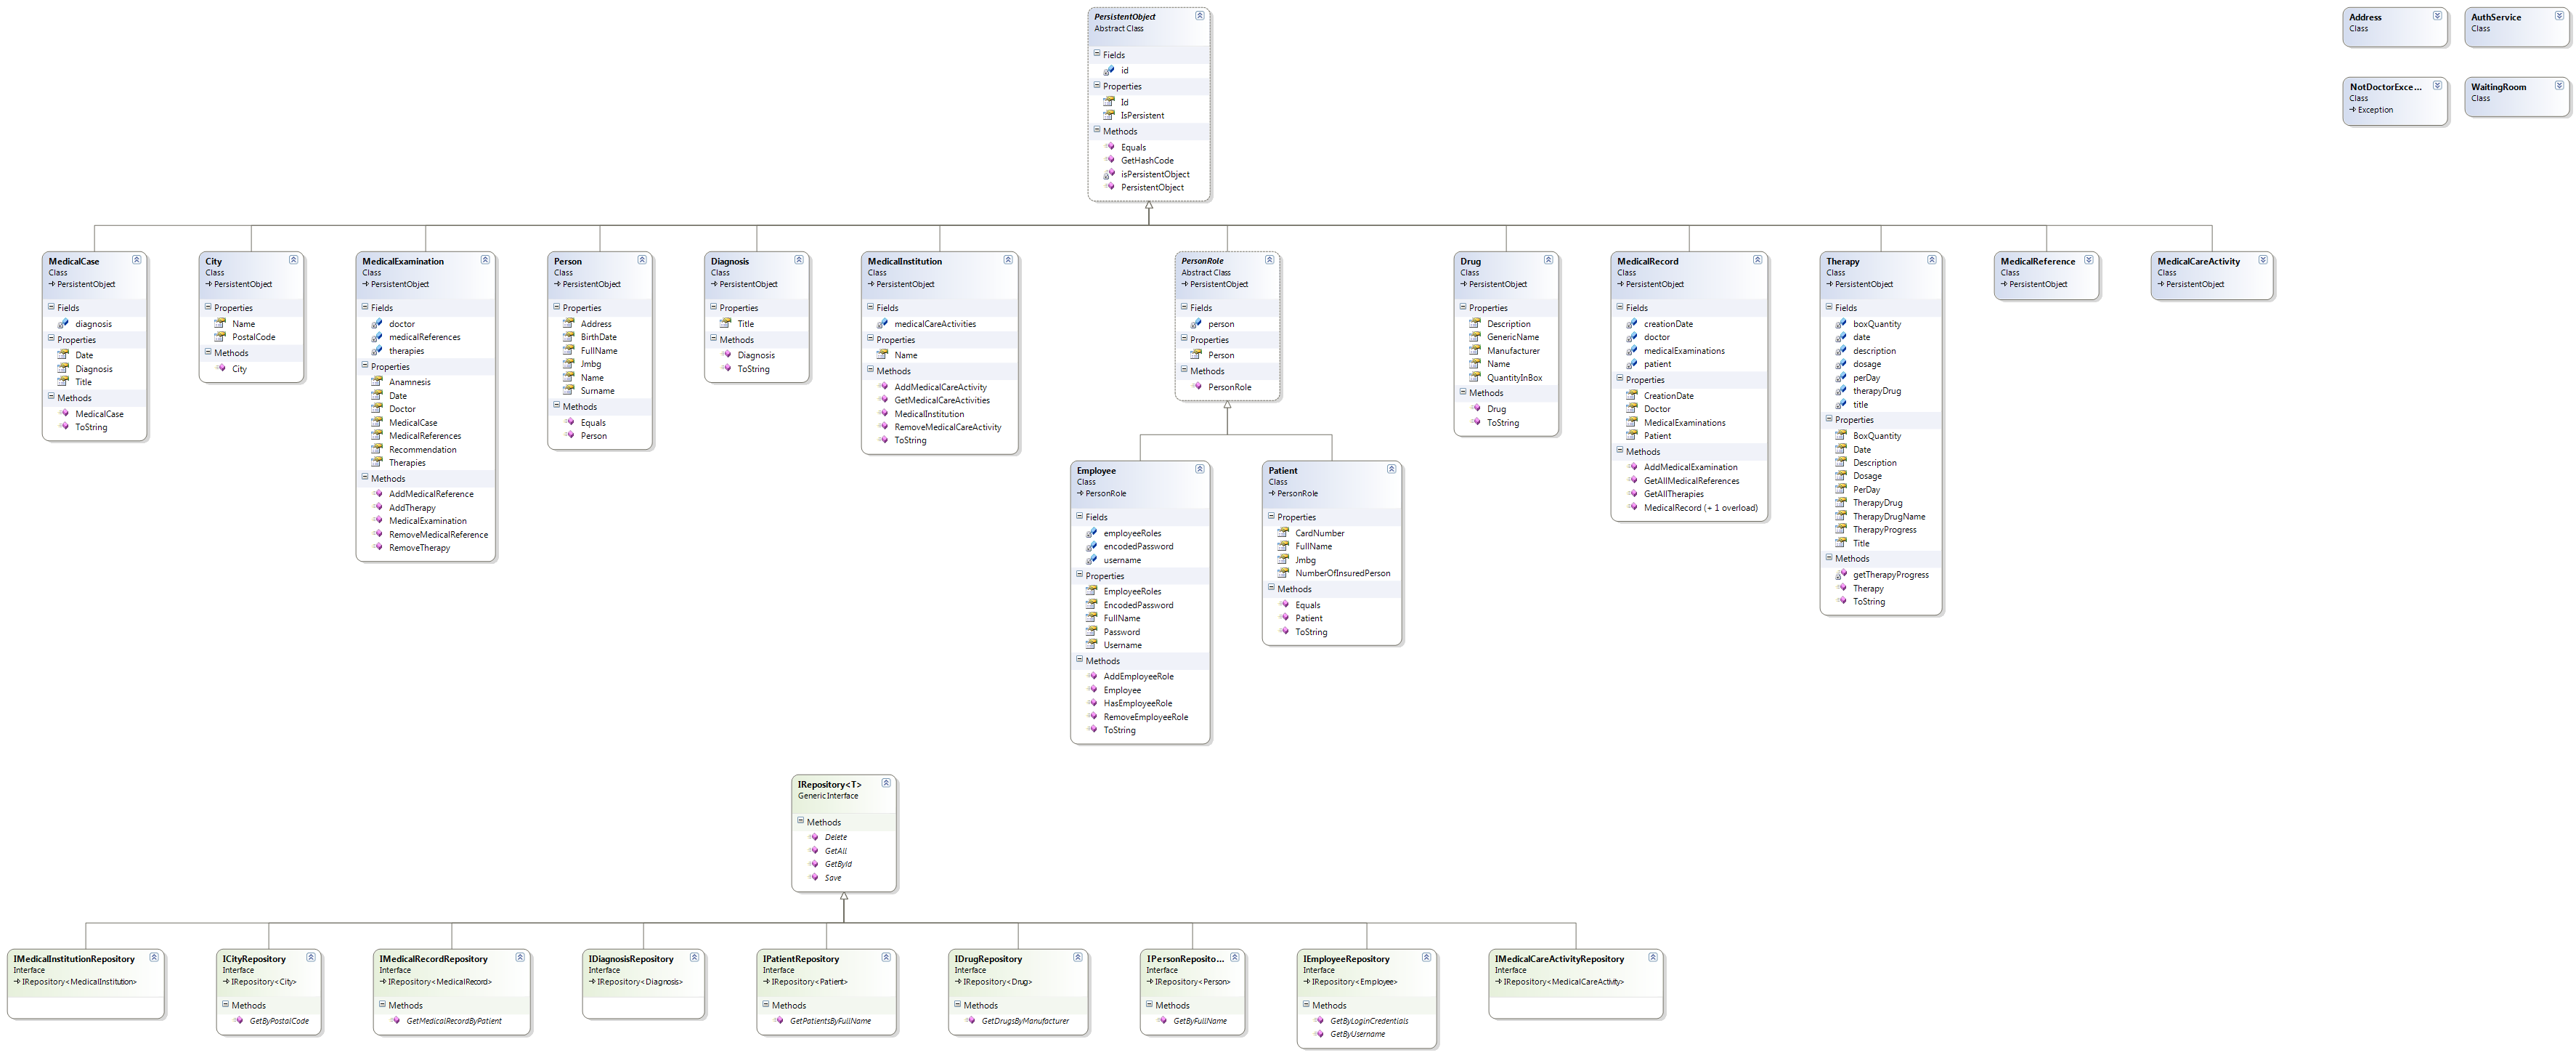 PersistentObject
Abstract Class
Fields
id
Properties
Id
IsPersistent
Methods
Equals
GetHashCode
isPersistentObject
PersistentObject
Address
Class
AuthService
Class
NotDoctorExce...
Class
Exception
WaitingRoom
Class
MedicalCase
Class
PersistentObject
Fields
diagnosis
Properties
Date
Diagnosis
Title
Methods
MedicalCase
ToString
City
Class
PersistentObject
Properties
Name
PostalCode
Methods
City
MedicalExamination
Class
PersistentObject
Fields
doctor
medicalReferences
therapies
Properties
Anamnesis
Date
Doctor
MedicalCase
MedicalReferences
Recommendation
Therapies
Methods
AddMedicalReference
AddTherapy
MedicalExamination
RemoveMedicalReference
RemoveTherapy
Person
Class
PersistentObject
Properties
Address
BirthDate
FullName
Jmbg
Name
Surname
Methods
Equals
Person
Diagnosis
Class
PersistentObject
Properties
Title
Methods
Diagnosis
ToString
MedicalInstitution
Class
PersistentObject
Fields
medicalCareActivities
Properties
Name
Methods
AddMedicalCareActivity
GetMedicalCareActivities
MedicalInstitution
RemoveMedicalCareActivity
ToString
PersonRole
Abstract Class
PersistentObject
Fields
person
Properties
Person
Methods
PersonRole
Drug
Class
PersistentObject
Properties
Description
GenericName
Manufacturer
Name
QuantityInBox
Methods
Drug
ToString
MedicalRecord
Class
PersistentObject
Fields
creationDate
doctor
medicalExaminations
patient
Properties
CreationDate
Doctor
MedicalExaminations
Patient
Methods
AddMedicalExamination
GetAllMedicalReferences
GetAllTherapies
MedicalRecord (+ 1 overload)
Therapy
Class
PersistentObject
Fields
boxQuantity
date
description
dosage
perDay
therapyDrug
title
Properties
BoxQuantity
Date
Description
Dosage
PerDay
TherapyDrug
TherapyDrugName
TherapyProgress
Title
Methods
getTherapyProgress
Therapy
ToString
MedicalReference
Class
PersistentObject
MedicalCareActivity
Class
PersistentObject
Employee
Class
PersonRole
Fields
employeeRoles
encodedPassword
username
Properties
EmployeeRoles
EncodedPassword
FullName
Password
Username
Methods
AddEmployeeRole
Employee
HasEmployeeRole
RemoveEmployeeRole
ToString
Patient
Class
PersonRole
Properties
CardNumber
FullName
Jmbg
NumberOfInsuredPerson
Methods
Equals
Patient
ToString
IRepository<T>
Generic Interface
Methods
Delete
GetAll
GetById
Save
IMedicalInstitutionRepository
Interface
IRepository<MedicalInstitution>
ICityRepository
Interface
IRepository<City>
Methods
GetByPostalCode
IMedicalRecordRepository
Interface
IRepository<MedicalRecord>
Methods
GetMedicalRecordByPatient
IDiagnosisRepository
Interface
IRepository<Diagnosis>
IPatientRepository
Interface
IRepository<Patient>
Methods
GetPatientsByFullName
IDrugRepository
Interface
IRepository<Drug>
Methods
GetDrugsByManufacturer
IPersonReposito...
Interface
IRepository<Person>
Methods
GetByFullName
IEmployeeRepository
Interface
IRepository<Employee>
Methods
GetByLoginCredentials
GetByUsername
IMedicalCareActivityRepository
Interface
IRepository<MedicalCareActivity>